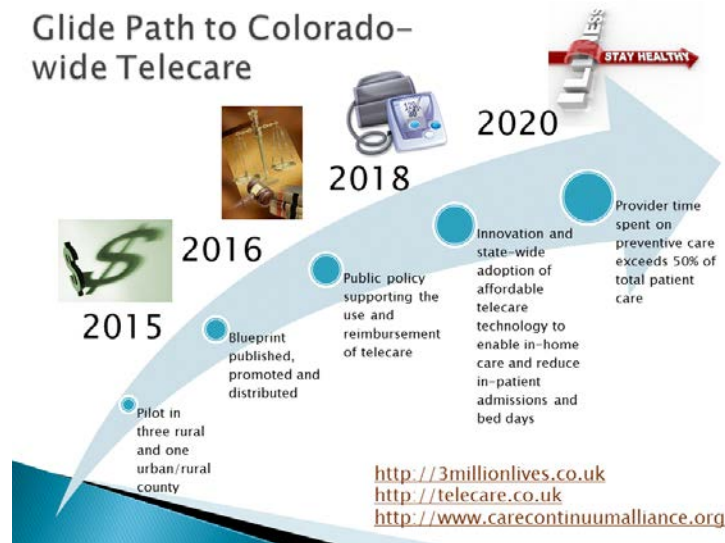 Glide Path to Colorado-
wide Telecare
ILLNESS
STAY HEALTHY
2020
2018
2016
2015
Provider time
spent on
preventive care
exceeds 50% of
total patient
care
Innovation and
state-wide
adoption of
affordable
telecare
technology to
enable in-home
care and reduce
in-patient
admissions and
bed days
Public policy
supporting the
use and
reimbursement
of telecare
Blueprint
published,
promoted and
distributed
Pilot in
three rural
and one
urban/rural
county
http://3millionlives.co.uk
http://telecare.co.uk
http://www.carecontinuumalliance.org